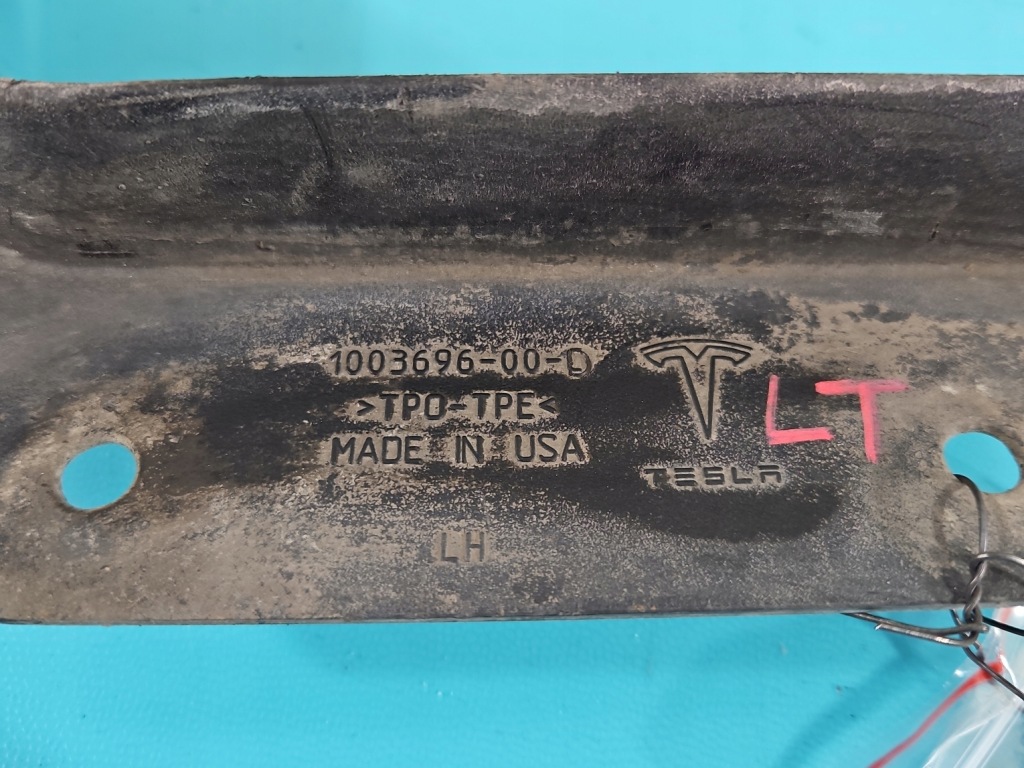 1003696-00-D
>TPO-TPE<
MADE IN USA
TESLA
LT
LH